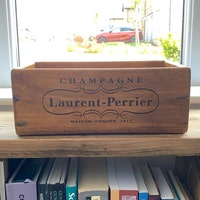 CHAMPAGNE
Laurent-Perrier
MAISON FONDÉE 1812